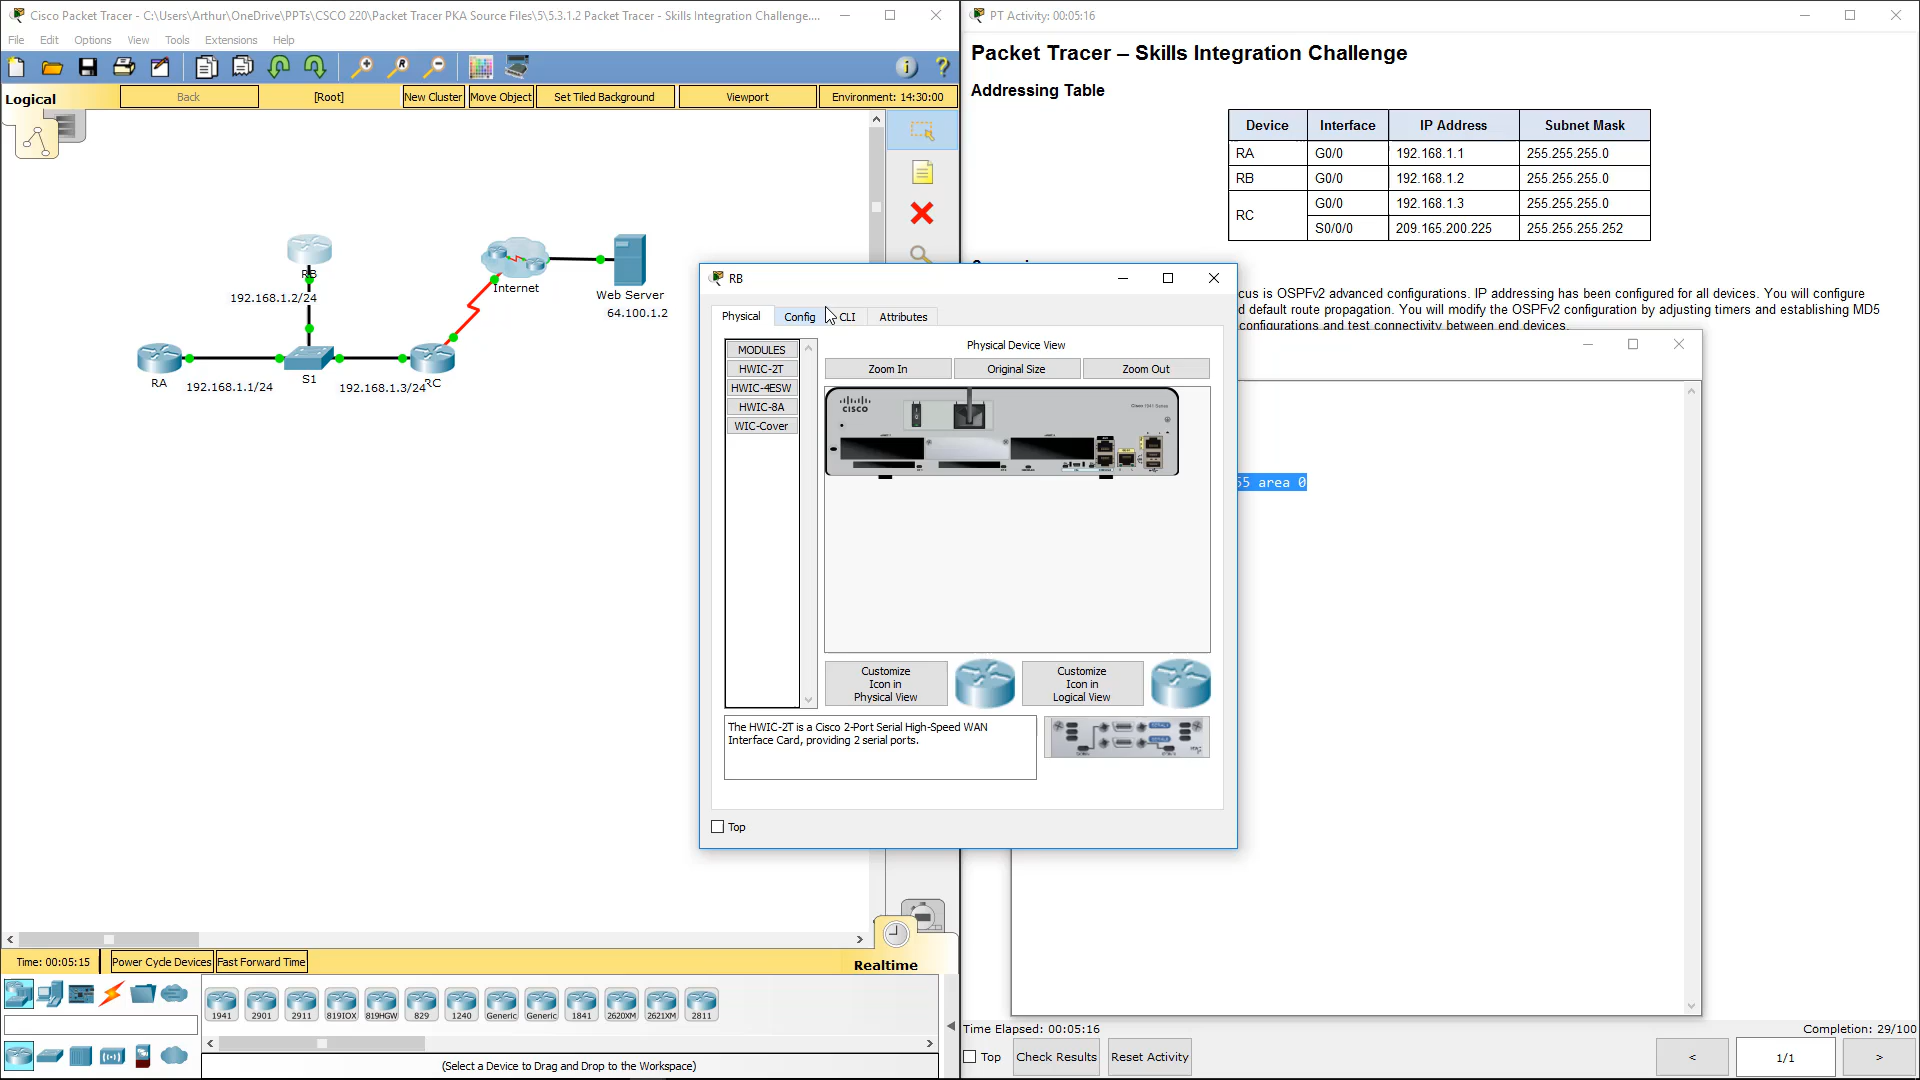 Cisco Packet Tracer - C:\Users\Arthur\OneDrive\PPTs\CSCO 220\Packet Tracer PKA Source Files\5\5.3.1.2 Packet Tracer - Skills Integration Challenge....
File Edit Options View Tools Extensions Help
Logical
Back
[Root]
New Cluster
Move Object
Set Tiled Background
Viewport
Environment: 14:30:00
RB
192.168.1.2/24
Internet
Web Server
64.100.1.2
RA
192.168.1.1/24
S1
192.168.1.3/24
RC
PT Activity: 00:05:16
Packet Tracer – Skills Integration Challenge
Addressing Table
Device Interface IP Address Subnet Mask
RA G0/0 192.168.1.1 255.255.255.0
RB G0/0 192.168.1.2 255.255.255.0
RC G0/0 192.168.1.3 255.255.255.0
S0/0/0 209.165.200.225 255.255.255.252
cus is OSPFv2 advanced configurations. IP addressing has been configured for all devices. You will configure
d default route propagation. You will modify the OSPFv2 configuration by adjusting timers and establishing MD5
configurations and test connectivity between end devices.
55 area 0
RB
Physical Config CLI Attributes
MODULES
HWIC-2T
HWIC-4ESW
HWIC-8A
WIC-Cover
Physical Device View
Zoom In
Original Size
Zoom Out
CISCO
Customize
Icon in
Physical View
Customize
Icon in
Logical View
The HWIC-2T is a Cisco 2-Port Serial High-Speed WAN
Interface Card, providing 2 serial ports.
Top
Time: 00:05:15
Power Cycle Devices
Fast Forward Time
Realtime
1941 2901 2911 819IOX 819HGW 829 1240 Generic Generic 1841 2620XM 2621XM 2811
(Select a Device to Drag and Drop to the Workspace)
Time Elapsed: 00:05:16
Completion: 29/100
Top
Check Results
Reset Activity
<
1/1
>